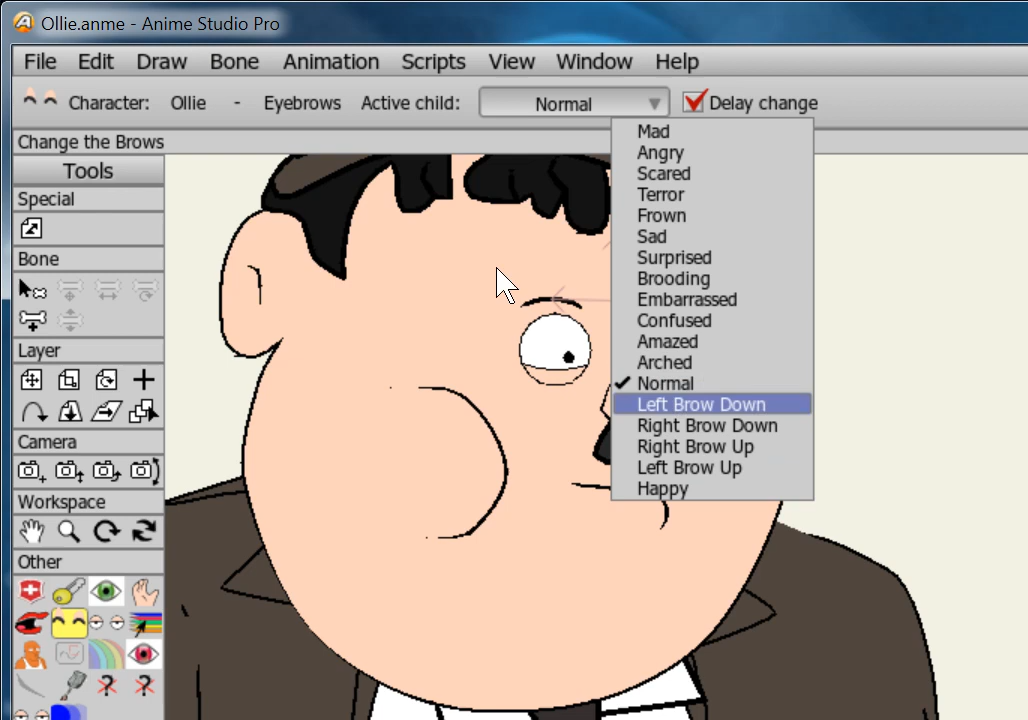 Ollie.anme - Anime Studio Pro
File Edit Draw Bone Animation Scripts View Window Help
Character: Ollie - Eyebrows Active child: Normal Delay change
Change the Brows
Tools
Special
Bone
Layer
Camera
Workspace
Other
Mad
Angry
Scared
Terror
Frown
Sad
Surprised
Brooding
Embarrassed
Confused
Amazed
Arched
Normal
Left Brow Down
Right Brow Down
Right Brow Up
Left Brow Up
Happy